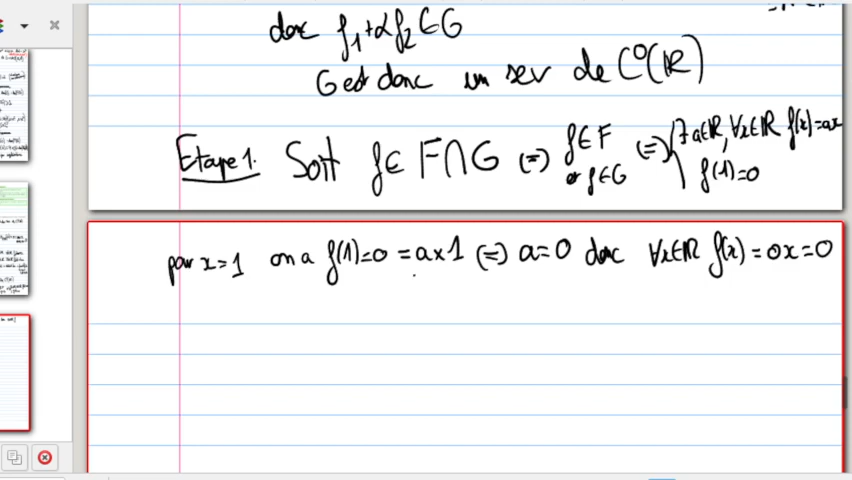 donc f₁+αf₂ ∈ G
G est donc un sev de C⁰(ℝ)
Etape 1. Soit f ∈ F∩G (=) f∈F et f∈G (=) { ∃ a∈ℝ, ∀x∈ℝ f(x)=ax
f(1)=0
pour x=1 on a f(1)=0 = a×1 (=) a=0 donc ∀x∈ℝ f(x)=0x=0